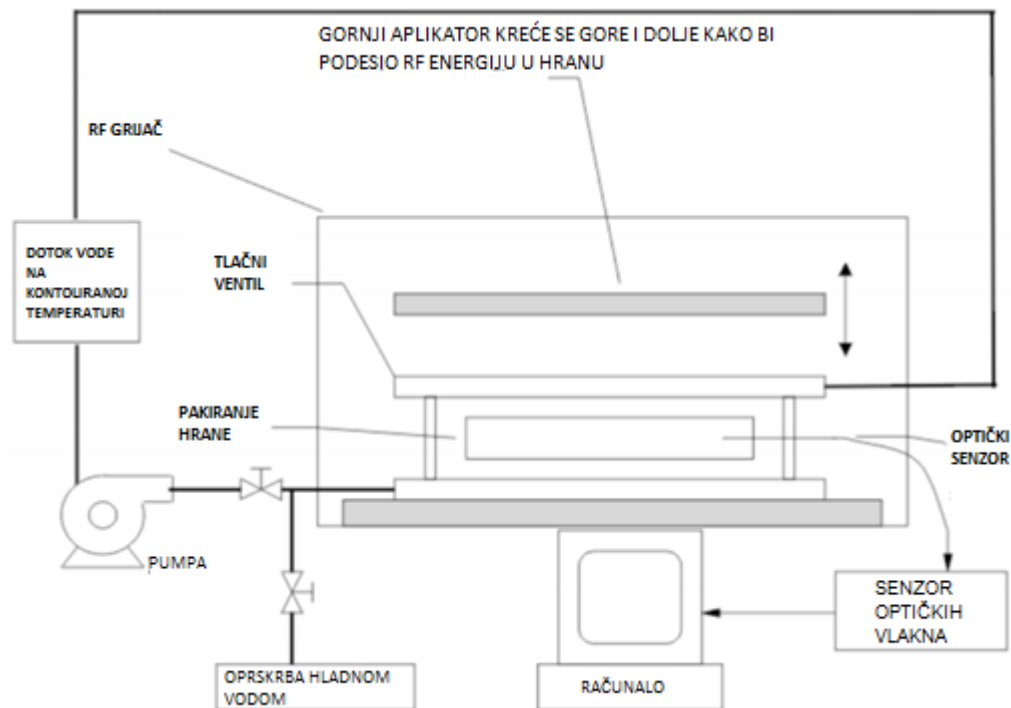 GORNJI APLIKATOR KREĆE SE GORE I DOLJE KAKO BI
PODESIO RF ENERGIJU U HRANU
RF GRIJAČ
DOTOK VODE
NA
KONTOLIRANOJ
TEMPERATURI
TLAČNI
VENTIL
PAKIRANJE
HRANE
OPTIČKI
SENZOR
PUMPA
SENZOR
OPTIČKIH
VLAKNA
OPRSKRBA HLADNOM
VODOM
RAČUNALO